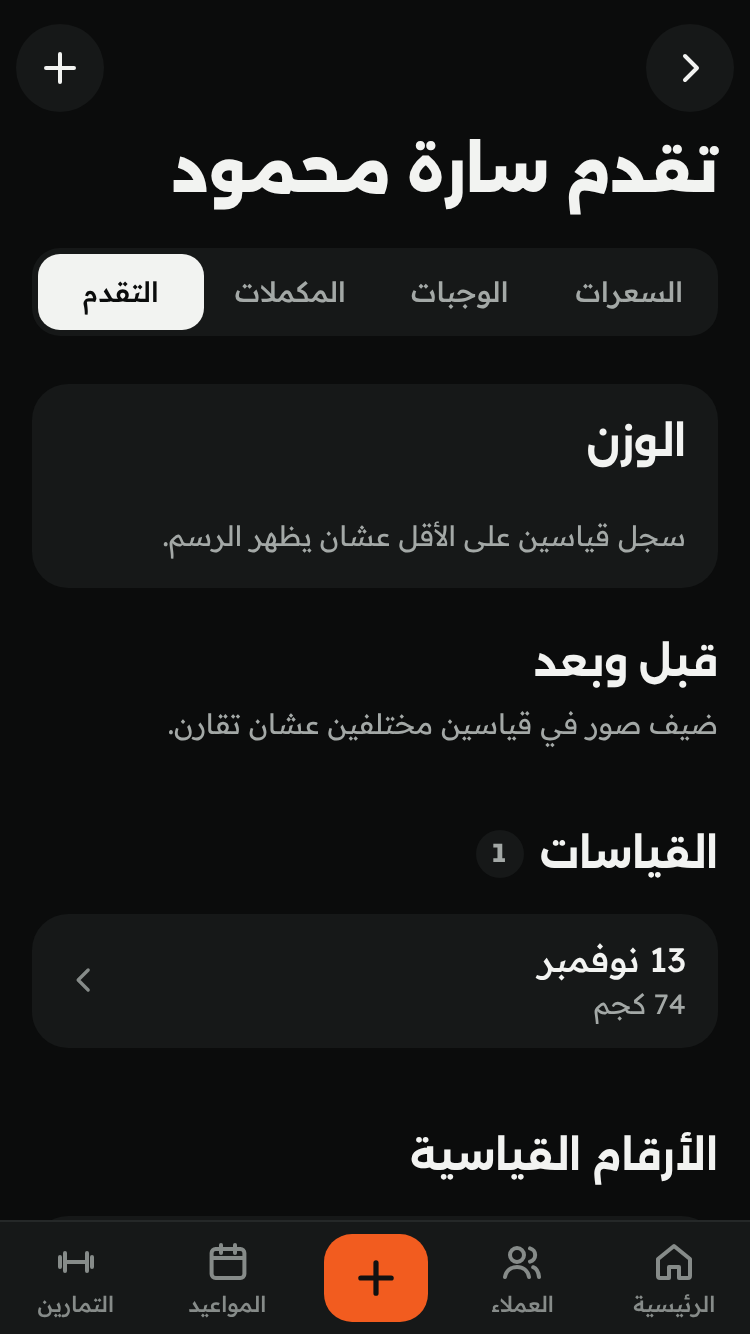 تقدم سارة محمود
السعرات الوجبات المكملات التقدم
الوزن
سجل قياسين على الأقل عشان يظهر الرسم.
قبل وبعد
ضيف صور في قياسين مختلفين عشان تقارن.
القياسات 1
13 نوفمبر
74 كجم
الأرقام القياسية
الرئيسية العملاء المواعيد التمارين